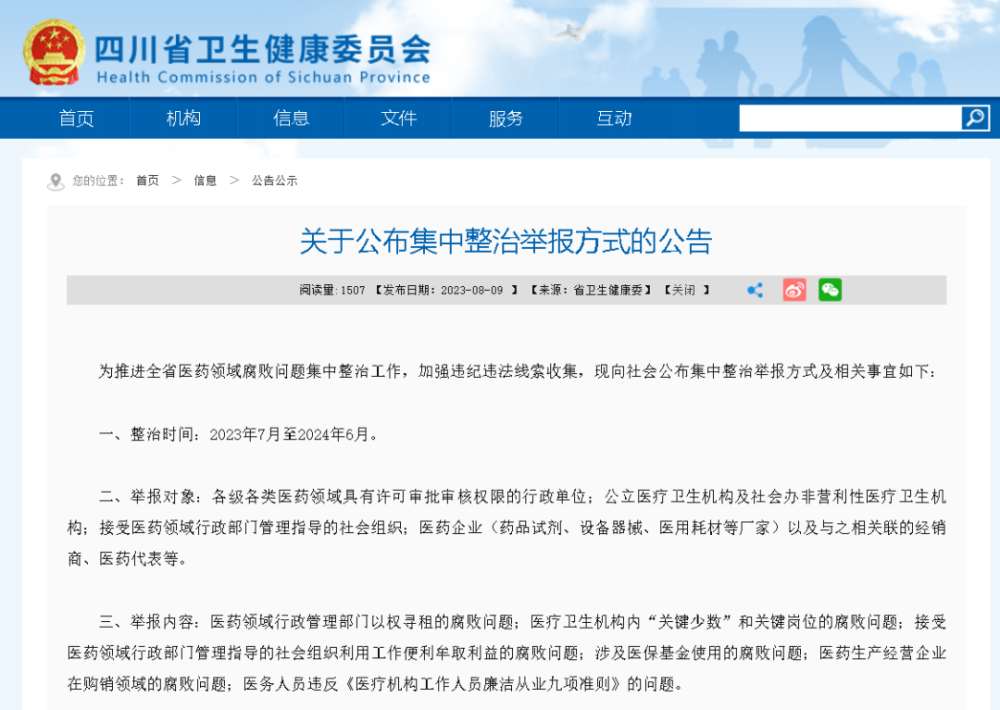 四川省卫生健康委员会
Health Commission of Sichuan Province
首页 机构 信息 文件 服务 互动
您的位置： 首页 > 信息 > 公告公示
关于公布集中整治举报方式的公告
阅读量：1507 【发布日期：2023-08-09 】【来源：省卫生健康委】【关闭 】
为推进全省医药领域腐败问题集中整治工作，加强违纪违法线索收集，现向社会公布集中整治举报方式及相关事宜如下：
一、整治时间：2023年7月至2024年6月。
二、举报对象：各级各类医药领域具有许可审批审核权限的行政单位；公立医疗卫生机构及社会办非营利性医疗卫生机
构；接受医药领域行政部门管理指导的社会组织；医药企业（药品试剂、设备器械、医用耗材等厂家）以及与之相关联的经销
商、医药代表等。
三、举报内容：医药领域行政管理部门以权寻租的腐败问题；医疗卫生机构内“关键少数”和关键岗位的腐败问题；接受
医药领域行政部门管理指导的社会组织利用工作便利牟取利益的腐败问题；涉及医保基金使用的腐败问题；医药生产经营企业
在购销领域的腐败问题；医务人员违反《医疗机构工作人员廉洁从业九项准则》的问题。